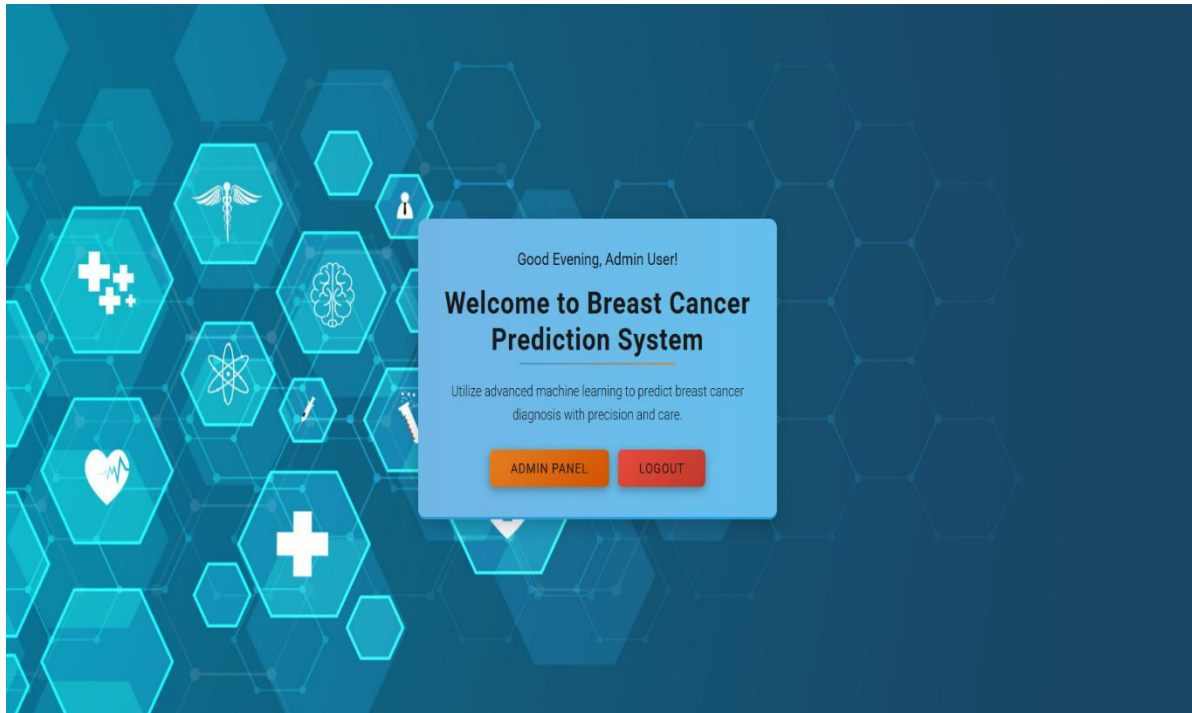 Good Evening, Admin User!
Welcome to Breast Cancer
Prediction System
Utilize advanced machine learning to predict breast cancer
diagnosis with precision and care.
ADMIN PANEL
LOGOUT